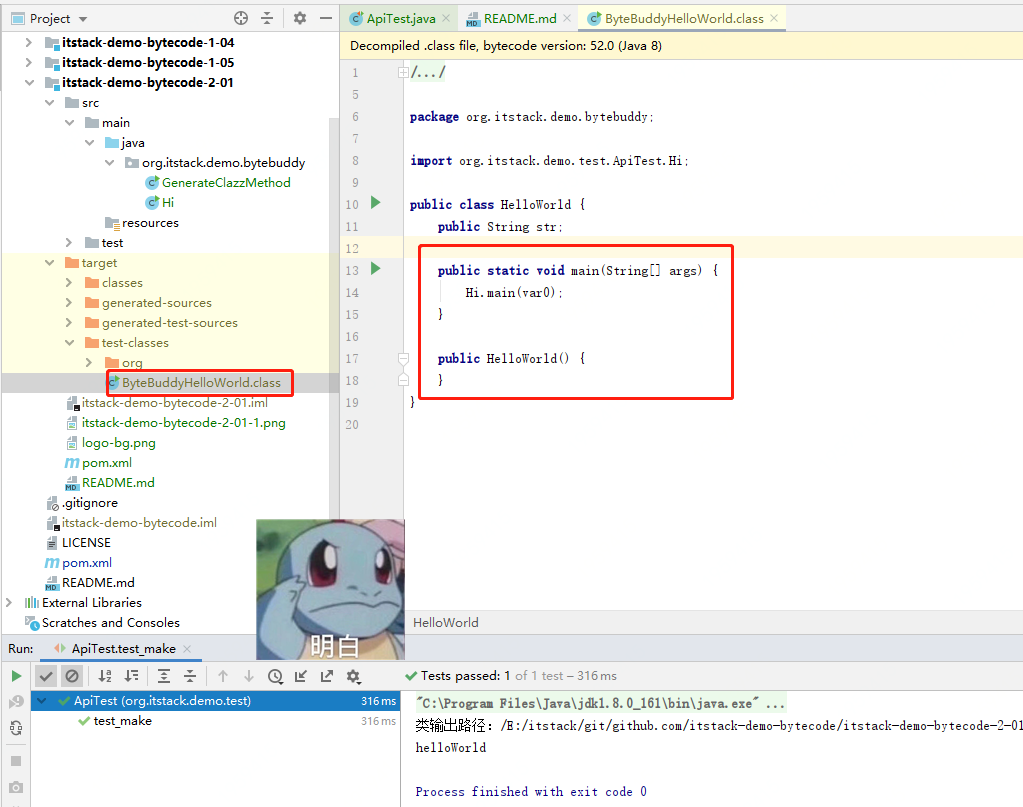 Project
itstack-demo-bytecode-1-04
itstack-demo-bytecode-1-05
itstack-demo-bytecode-2-01
src
main
java
org.itstack.demo.bytebuddy
GenerateClazzMethod
Hi
resources
test
target
classes
generated-sources
generated-test-sources
test-classes
org
ByteBuddyHelloWorld.class
itstack-demo-bytecode-2-01.iml
itstack-demo-bytecode-2-01-1.png
logo-bg.png
pom.xml
README.md
.gitignore
itstack-demo-bytecode.iml
LICENSE
pom.xml
README.md
External Libraries
Scratches and Consoles
明白
ApiTest.java
README.md
ByteBuddyHelloWorld.class
Decompiled .class file, bytecode version: 52.0 (Java 8)
1 /.../
5
6 package org.itstack.demo.bytebuddy;
7
8 import org.itstack.demo.test.ApiTest.Hi;
9
10 public class HelloWorld {
11 public String str;
12
13 public static void main(String[] args) {
14 Hi.main(var0);
15 }
16
17 public HelloWorld() {
18 }
19 }
20
HelloWorld
Run: ApiTest.test_make
Tests passed: 1 of 1 test – 316 ms
ApiTest (org.itstack.demo.test) 316 ms
test_make 316 ms
"C:\Program Files\Java\jdk1.8.0_161\bin\java.exe" ...
类输出路径: /E:/itstack/git/github.com/itstack-demo-bytecode/itstack-demo-bytecode-2-01
helloWorld
Process finished with exit code 0